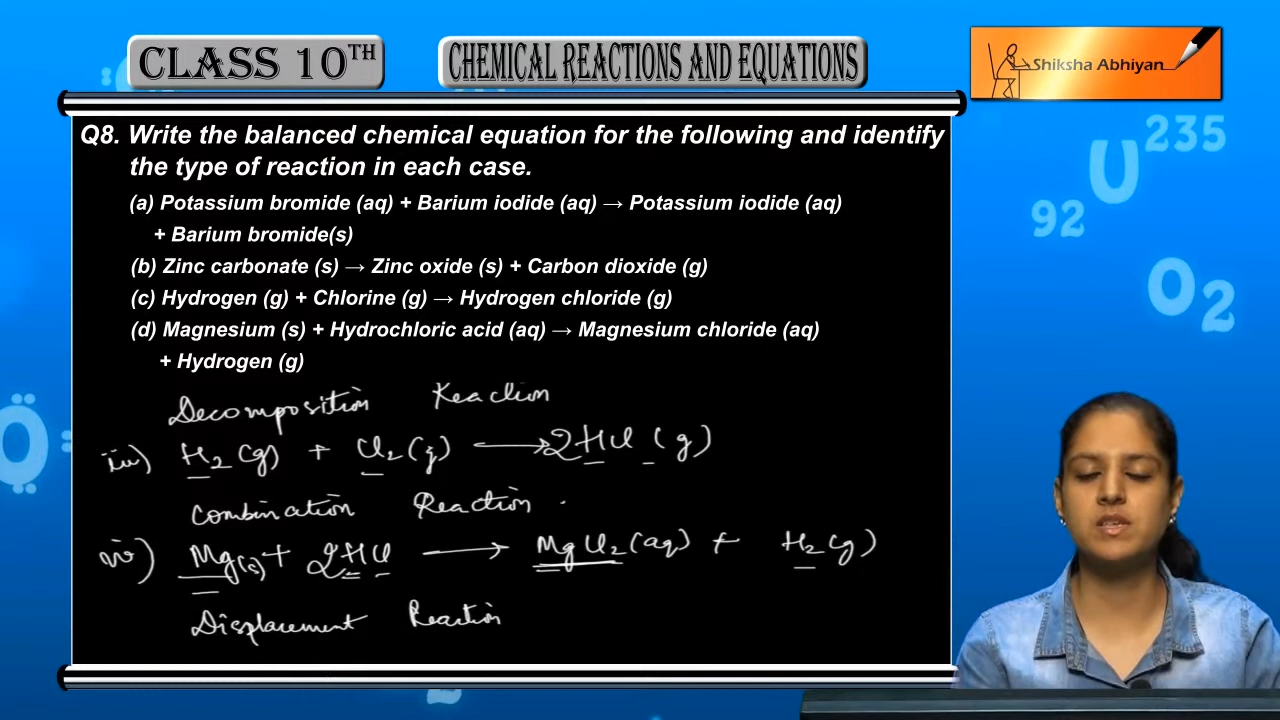 CLASS 10TH
CHEMICAL REACTIONS AND EQUATIONS
Shiksha Abhiyan
Q8. Write the balanced chemical equation for the following and identify
the type of reaction in each case.
(a) Potassium bromide (aq) + Barium iodide (aq) → Potassium iodide (aq)
+ Barium bromide(s)
(b) Zinc carbonate (s) → Zinc oxide (s) + Carbon dioxide (g)
(c) Hydrogen (g) + Chlorine (g) → Hydrogen chloride (g)
(d) Magnesium (s) + Hydrochloric acid (aq) → Magnesium chloride (aq)
+ Hydrogen (g)
Decomposition Reaction
iii) H2 (g) + Cl2 (g) → 2HCl (g)
Combination Reaction .
iv) Mg(s) + 2HCl → MgCl2 (aq) + H2 (g)
Displacement Reaction
U 235
92
O2